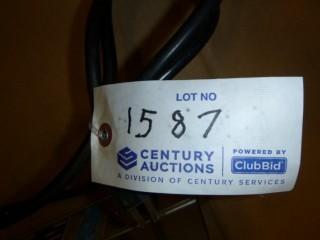 LOT NO
1587
CENTURY AUCTIONS
POWERED BY
ClubBid
A DIVISION OF CENTURY SERVICES